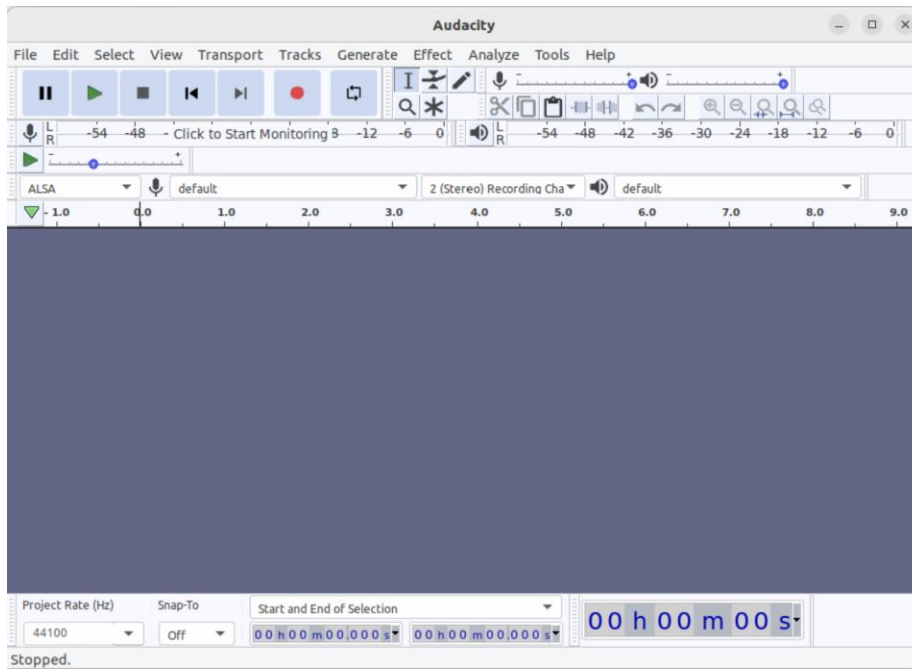 Audacity
File Edit Select View Transport Tracks Generate Effect Analyze Tools Help
L R -54 -48 - Click to Start Monitoring 8 -12 -6 0 L R -54 -48 -42 -36 -30 -24 -18 -12 -6 0
- +
ALSA default 2 (Stereo) Recording Cha default
- 1.0 0.0 1.0 2.0 3.0 4.0 5.0 6.0 7.0 8.0 9.0
Project Rate (Hz) Snap-To Start and End of Selection
44100 Off 00 h 00 m 00.000 s 00 h 00 m 00.000 s 00 h 00 m 00 s
Stopped.